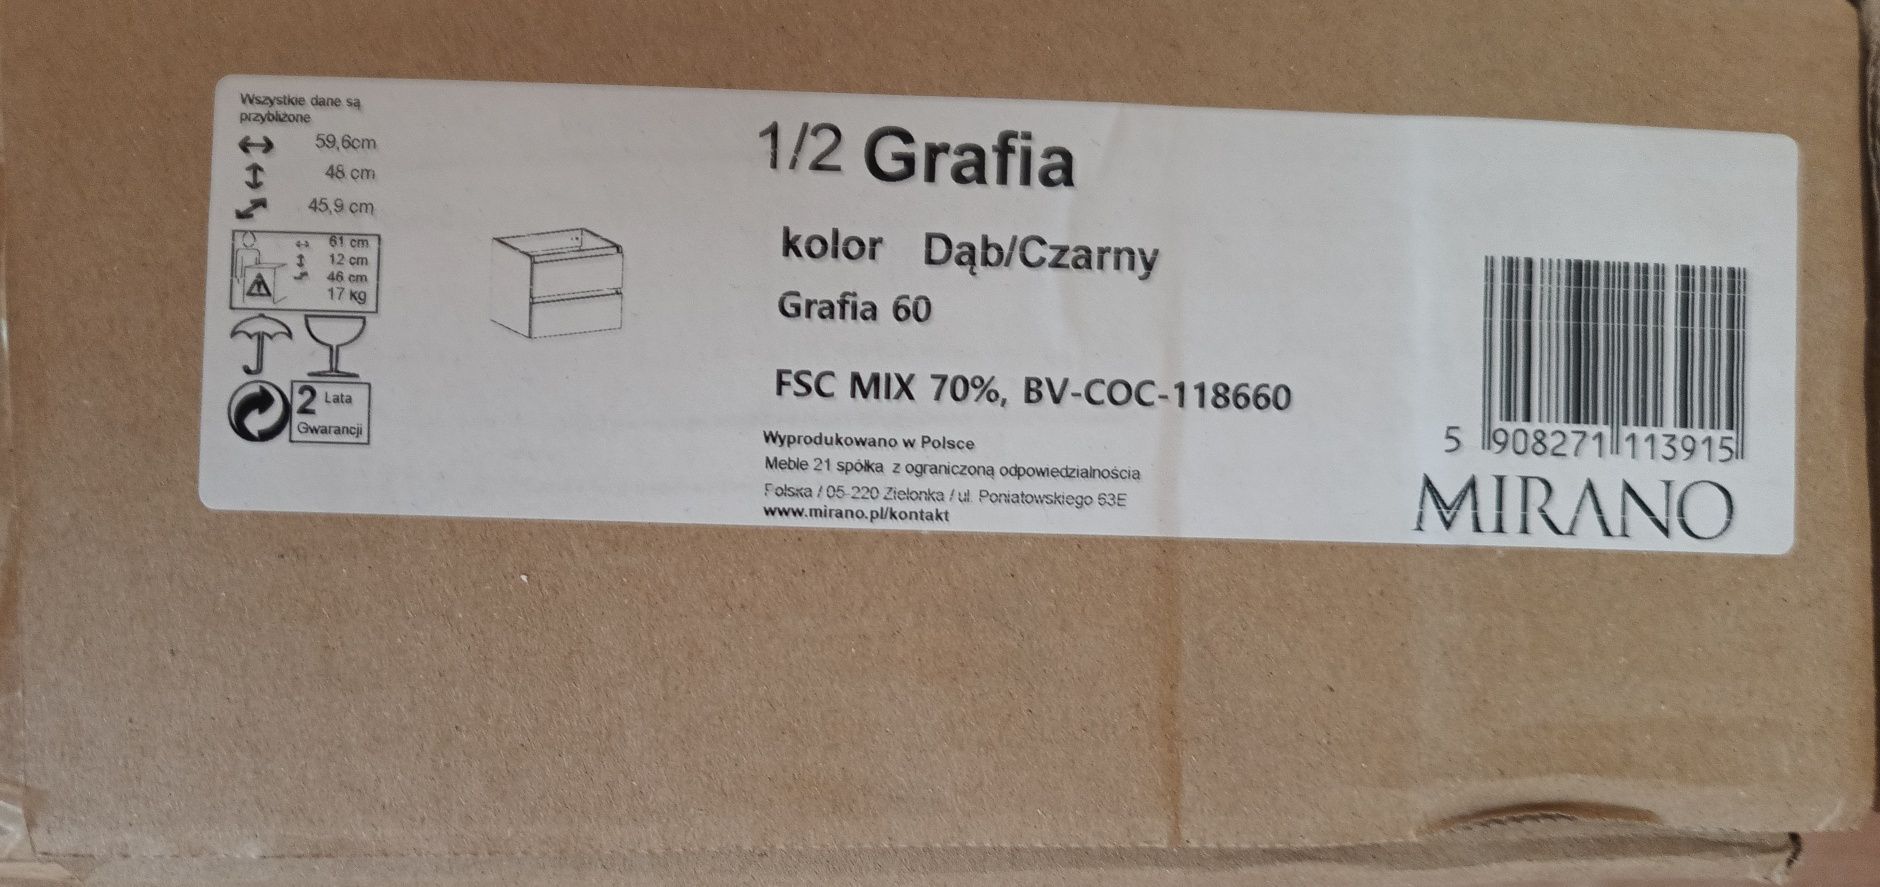 Wszystkie dane są
przybliżone
59,6cm
48 cm
45,9 cm
61 cm
12 cm
46 cm
17 kg
2 Lata
Gwarancji
1/2 Grafia
kolor Dąb/Czarny
Grafia 60
FSC MIX 70%, BV-COC-118660
Wyprodukowano w Polsce
Meble 21 spółka z ograniczoną odpowiedzialnością
Polska / 05-220 Zielonka / ul. Poniatowskiego 63E
www.mirano.pl/kontakt
5 908271 113915
MIRANO